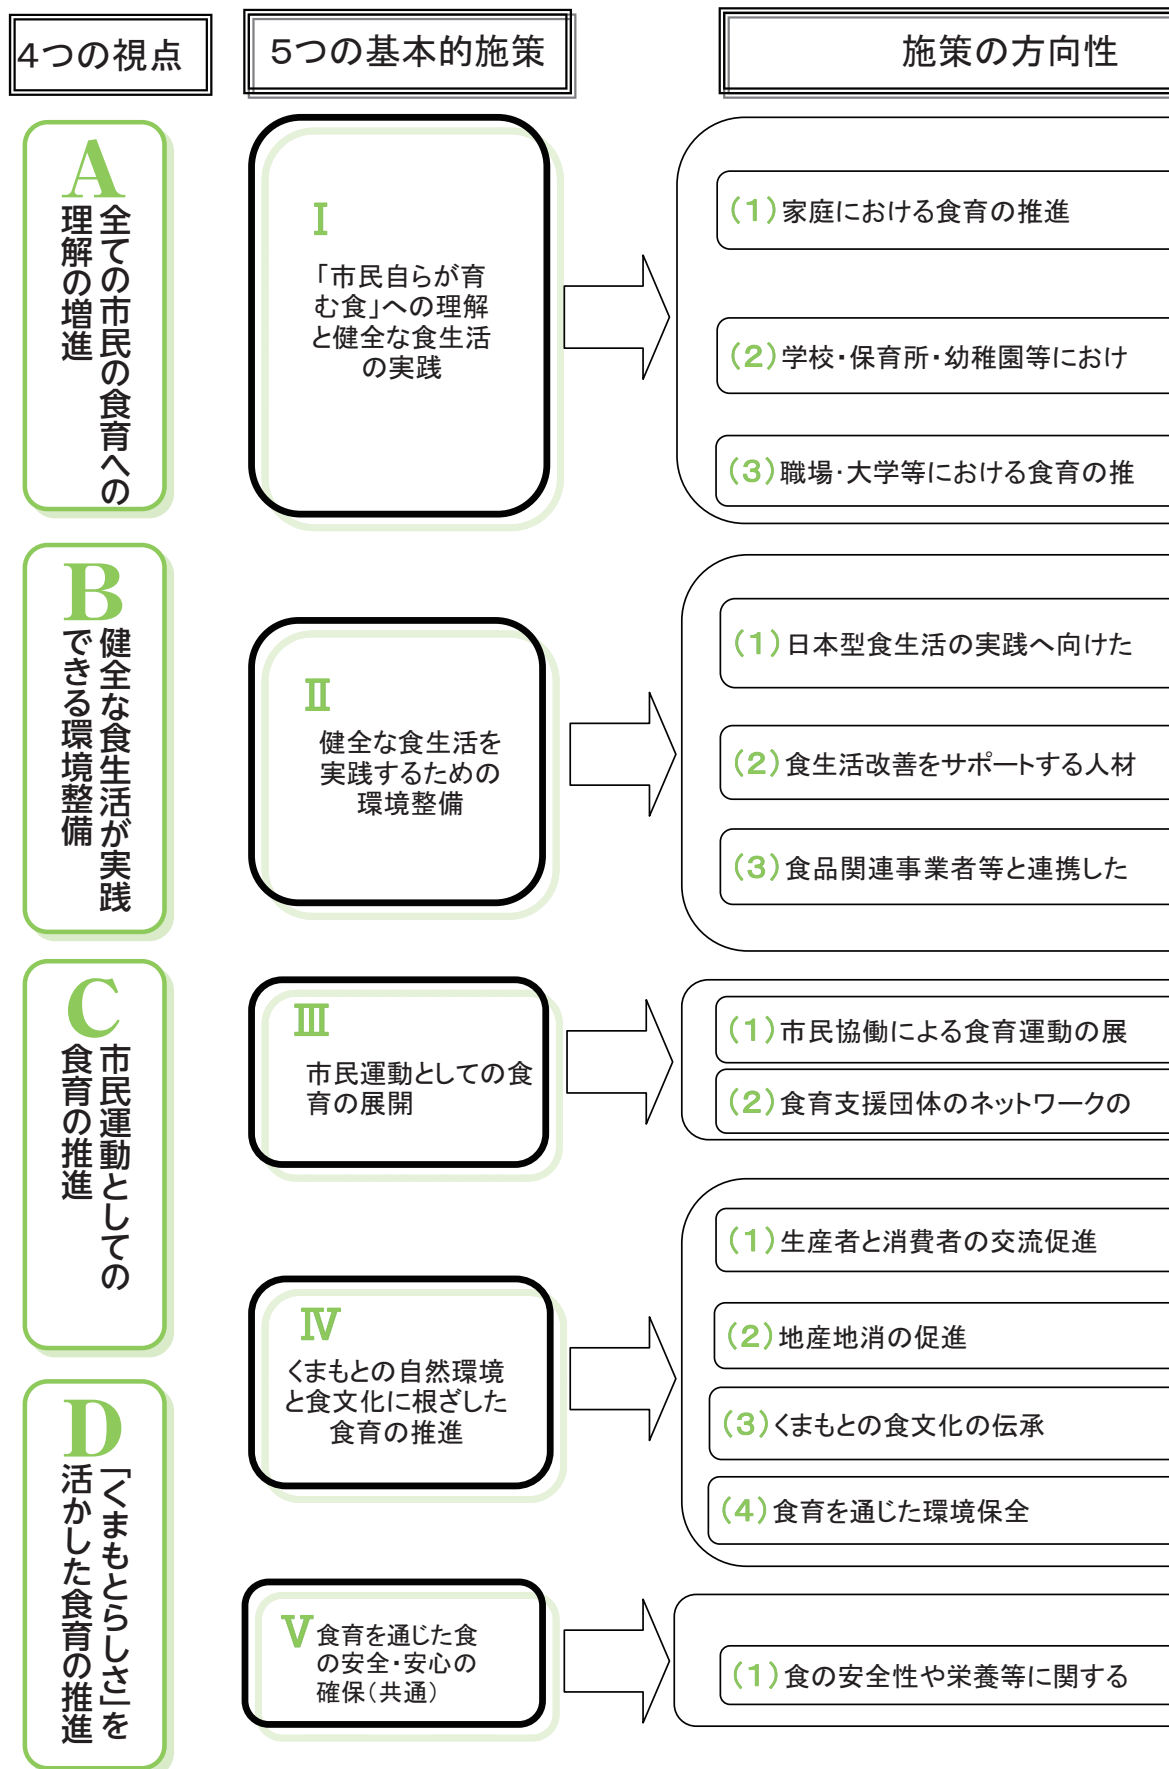 4つの視点
5つの基本的施策
施策の方向性
A
全ての市民の食育への
理解の増進
B
健全な食生活が実践
できる環境整備
C
市民運動としての
食育の推進
D
「くまもとらしさ」を
活かした食育の推進
Ⅰ
「市民自らが育
む食」への理解
と健全な食生活
の実践
(1)家庭における食育の推進
(2)学校・保育所・幼稚園等におけ
(3)職場・大学等における食育の推
Ⅱ
健全な食生活を
実践するための
環境整備
(1)日本型食生活の実践へ向けた
(2)食生活改善をサポートする人材
(3)食品関連事業者等と連携した
Ⅲ
市民運動としての食
育の展開
(1)市民協働による食育運動の展
(2)食育支援団体のネットワークの
Ⅳ
くまもとの自然環境
と食文化に根ざした
食育の推進
(1)生産者と消費者の交流促進
(2)地産地消の促進
(3)くまもとの食文化の伝承
(4)食育を通じた環境保全
Ⅴ 食育を通じた食
の安全・安心の
確保(共通)
(1)食の安全性や栄養等に関する